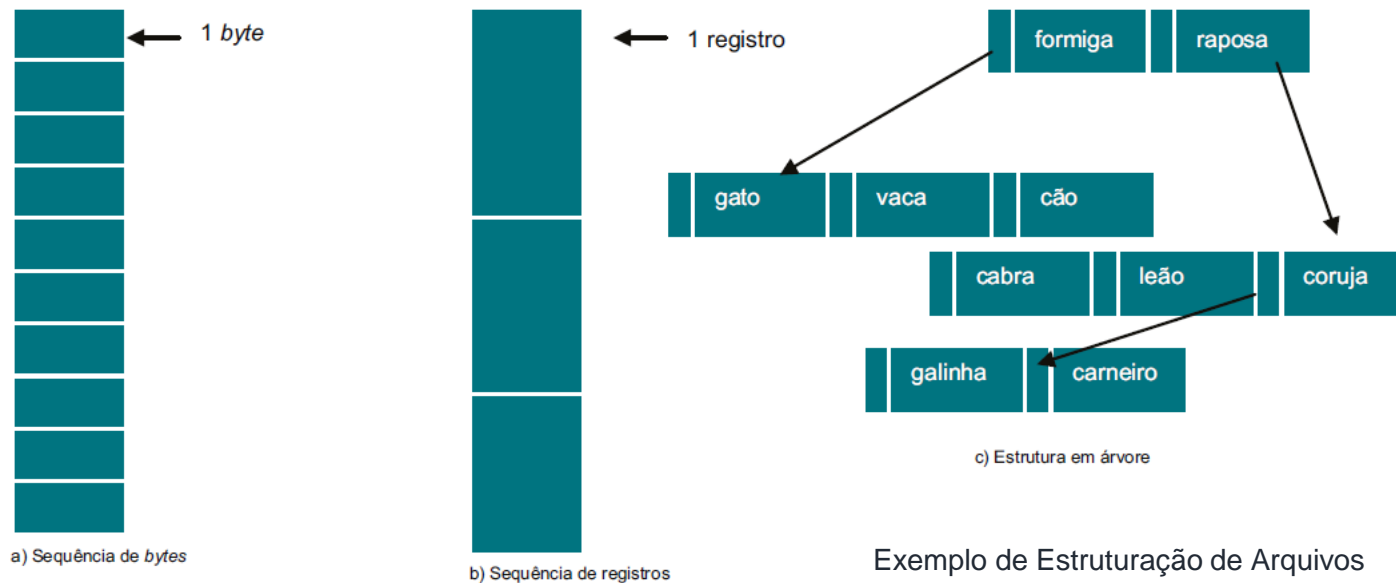 1 byte
1 registro
formiga raposa
gato vaca cão
cabra leão coruja
galinha carneiro
c) Estrutura em árvore
a) Sequência de bytes
b) Sequência de registros
Exemplo de Estruturação de Arquivos